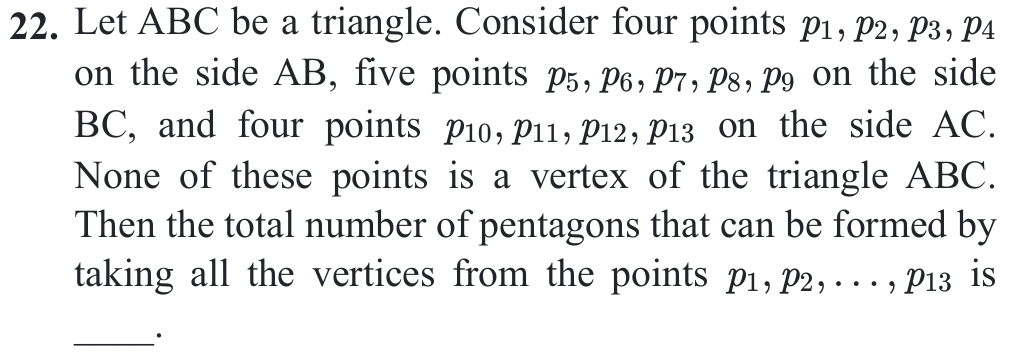 22. Let ABC be a triangle. Consider four points p₁, p₂, p₃, p₄
on the side AB, five points p₅, p₆, p₇, p₈, p₉ on the side
BC, and four points p₁₀, p₁₁, p₁₂, p₁₃ on the side AC.
None of these points is a vertex of the triangle ABC.
Then the total number of pentagons that can be formed by
taking all the vertices from the points p₁, p₂, . . . , p₁₃ is
_____.